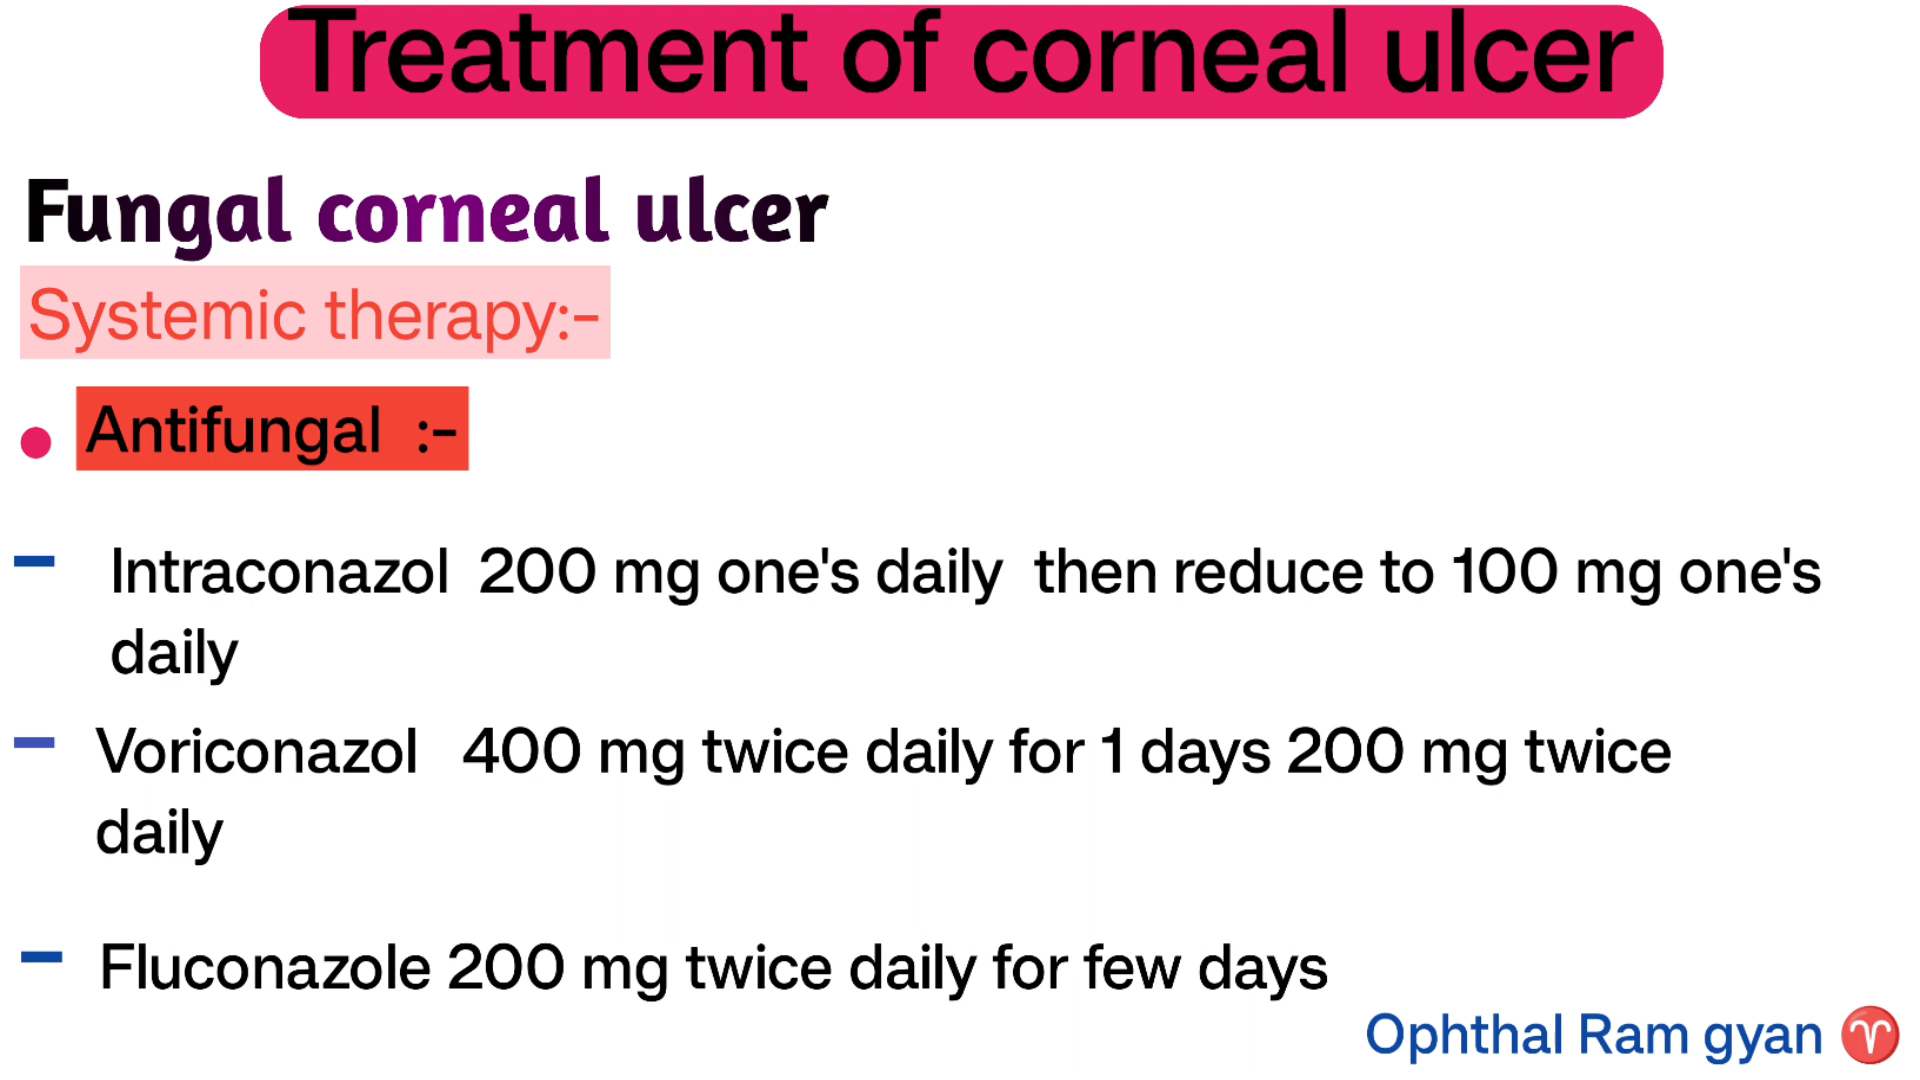 Treatment of corneal ulcer
Fungal corneal ulcer
Systemic therapy:-
Antifungal :-
Intraconazol 200 mg one's daily then reduce to 100 mg one's
daily
Voriconazol 400 mg twice daily for 1 days 200 mg twice
daily
Fluconazole 200 mg twice daily for few days
Ophthal Ram gyan ♈